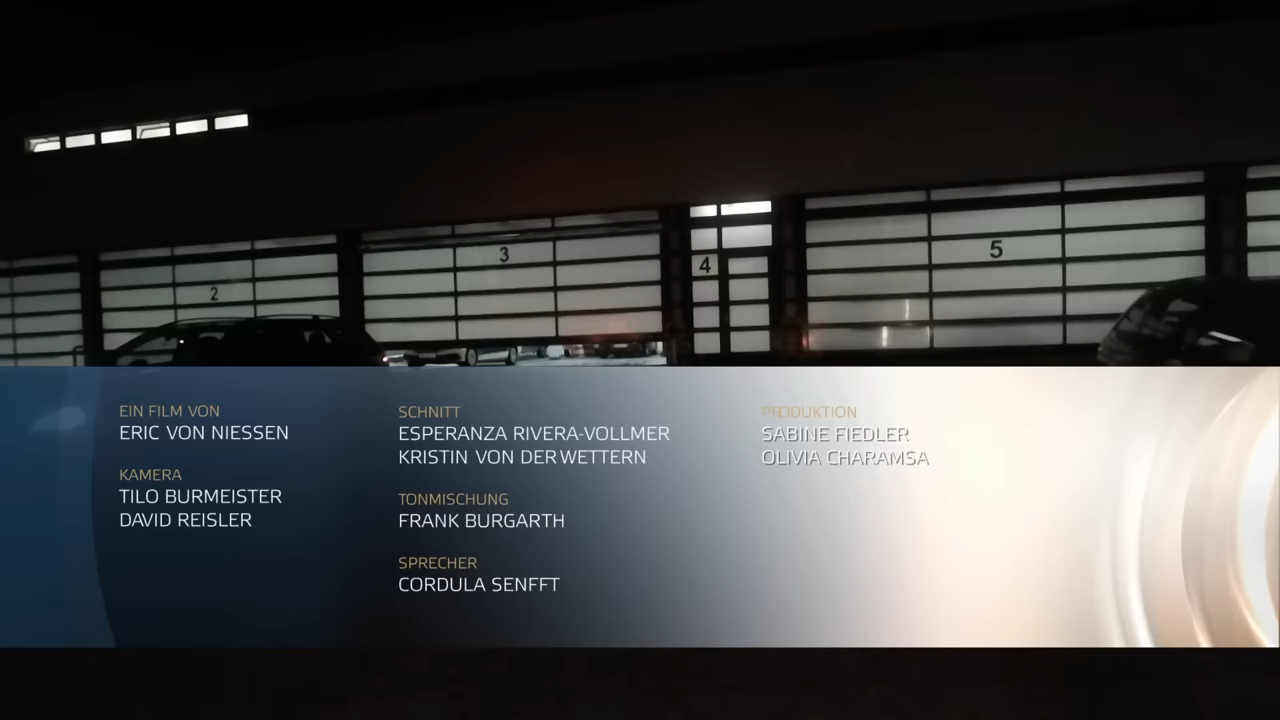 2
3
4
5
EIN FILM VON
ERIC VON NIESSEN
KAMERA
TILO BURMEISTER
DAVID REISLER
SCHNITT
ESPERANZA RIVERA-VOLLMER
KRISTIN VON DER WETTERN
TONMISCHUNG
FRANK BURGARTH
SPRECHER
CORDULA SENFFT
PRODUKTION
SABINE FIEDLER
OLIVIA CHARAMSA